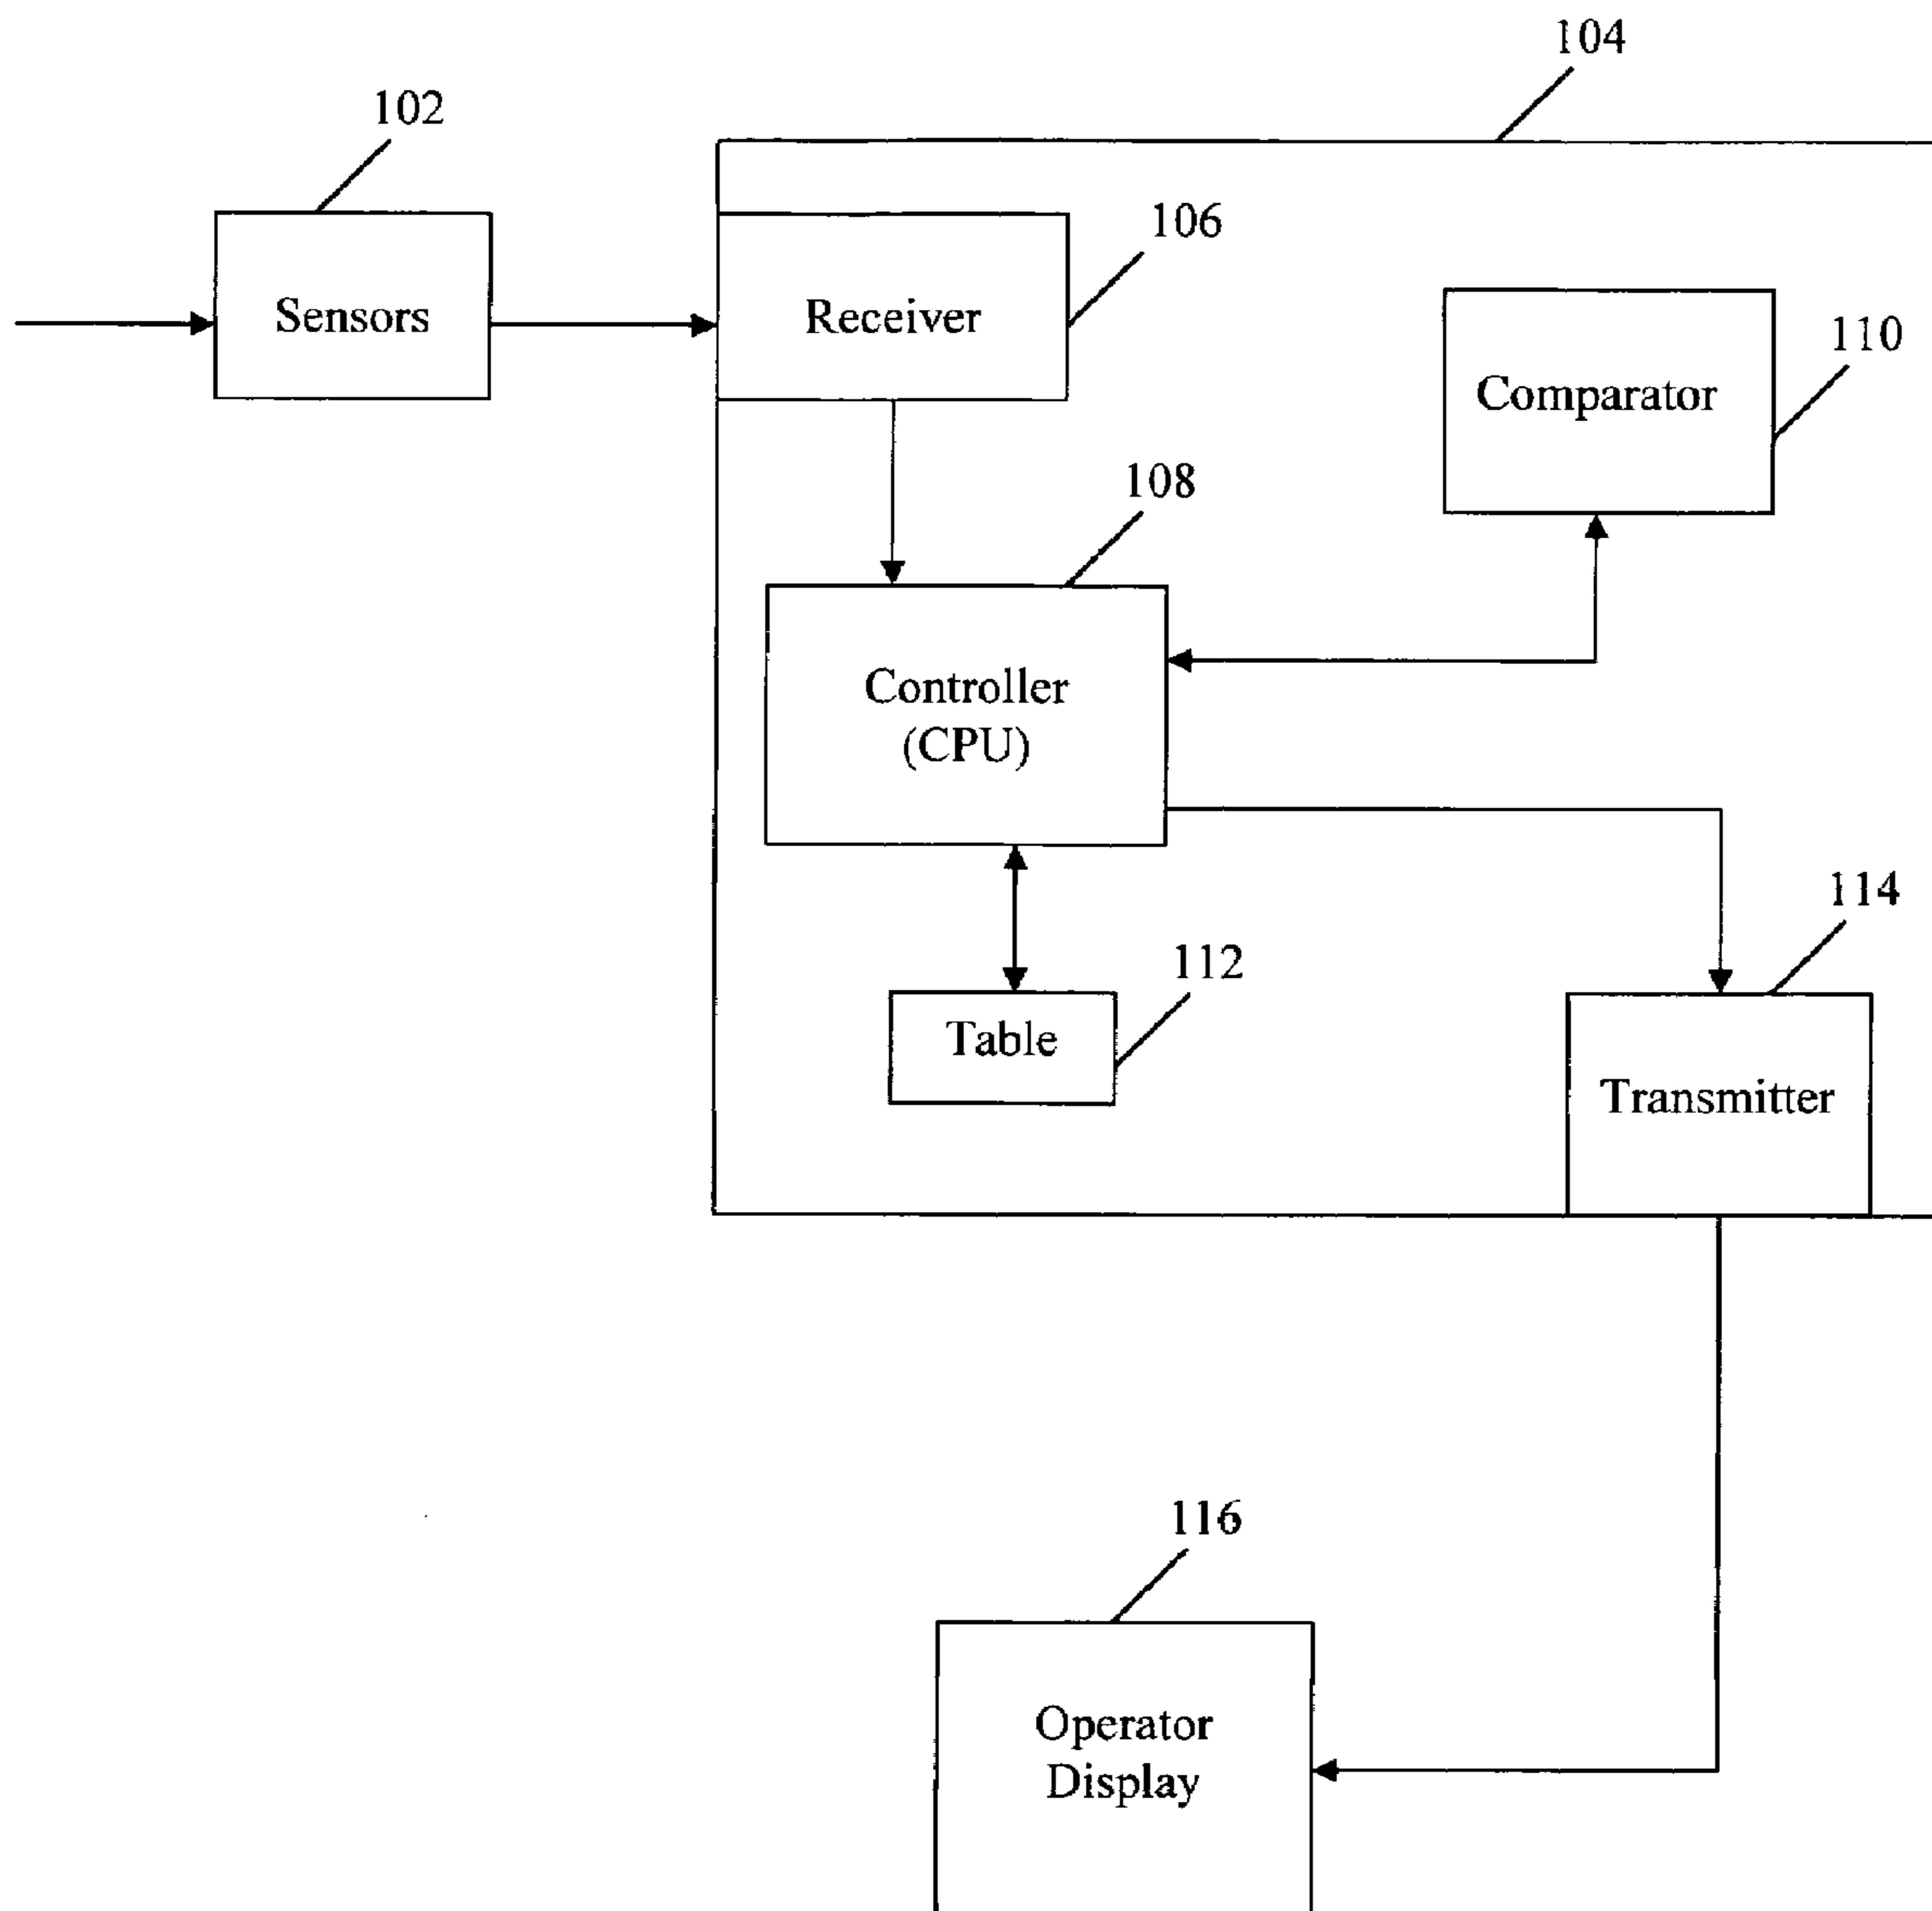 104
102
106
Sensors
Receiver
110
Comparator
108
Controller
(CPU)
114
112
Table
Transmitter
116
Operator
Display